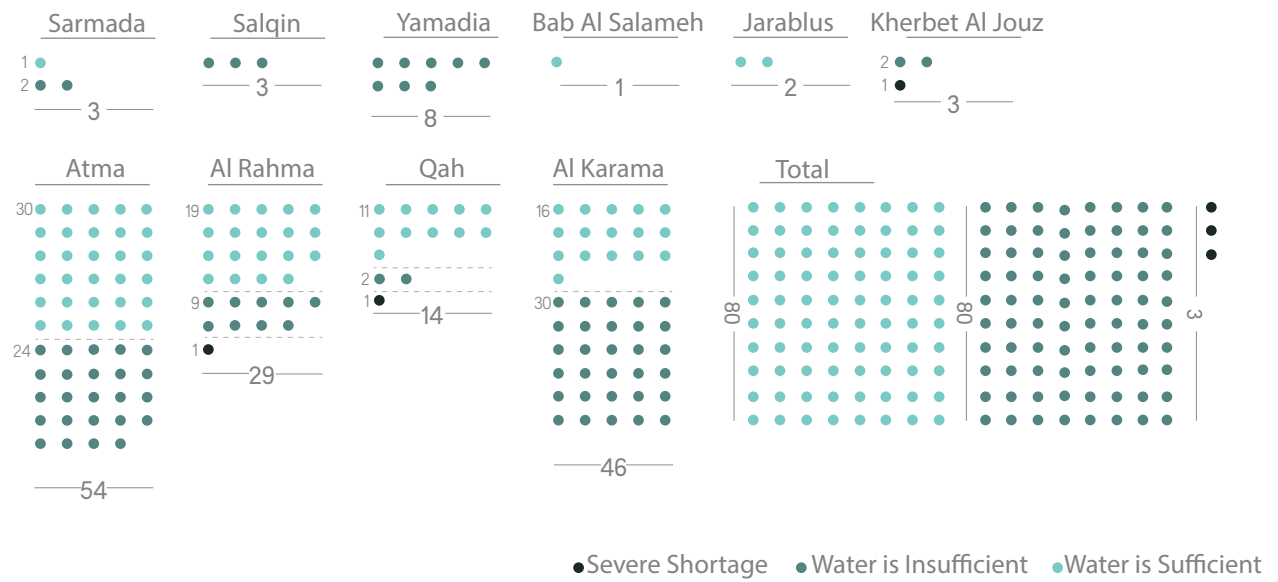 Sarmada
1
2
3
Salqin
3
Yamadia
8
Bab Al Salameh
1
Jarablus
2
Kherbet Al Jouz
2
1
3
Atma
30
24
54
Al Rahma
19
9
1
29
Qah
11
2
1
14
Al Karama
16
30
46
Total
80
80
3
Severe Shortage
Water is Insufficient
Water is Sufficient